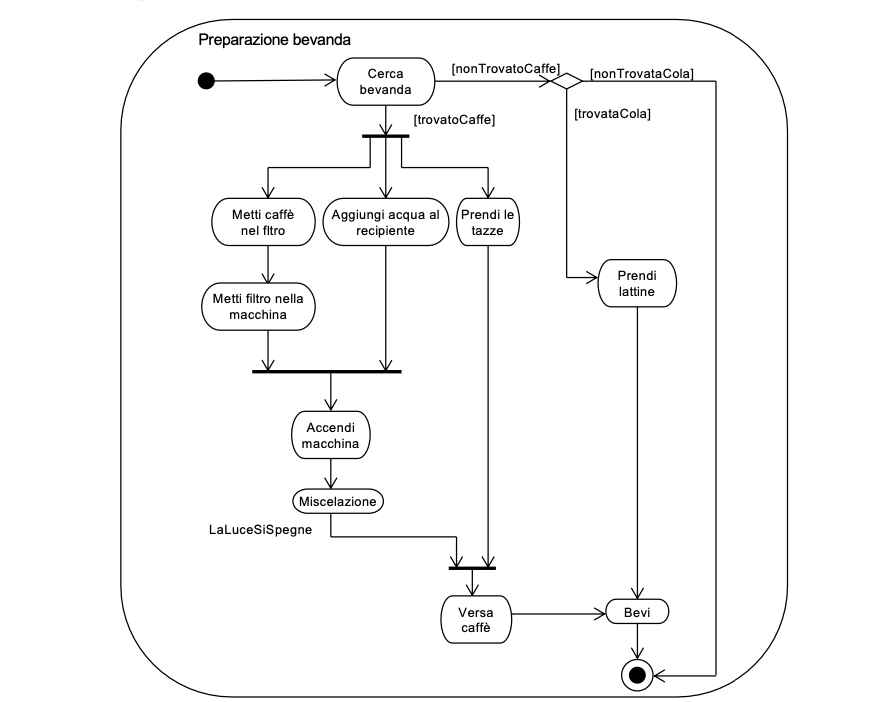 Preparazione bevanda
Cerca
bevanda
[nonTrovatoCaffe]
[nonTrovataCola]
[trovatoCaffe]
[trovataCola]
Metti caffè
nel fltro
Aggiungi acqua al
recipiente
Prendi le
tazze
Prendi
lattine
Metti filtro nella
macchina
Accendi
macchina
Miscelazione
LaLuceSiSpegne
Versa
caffè
Bevi